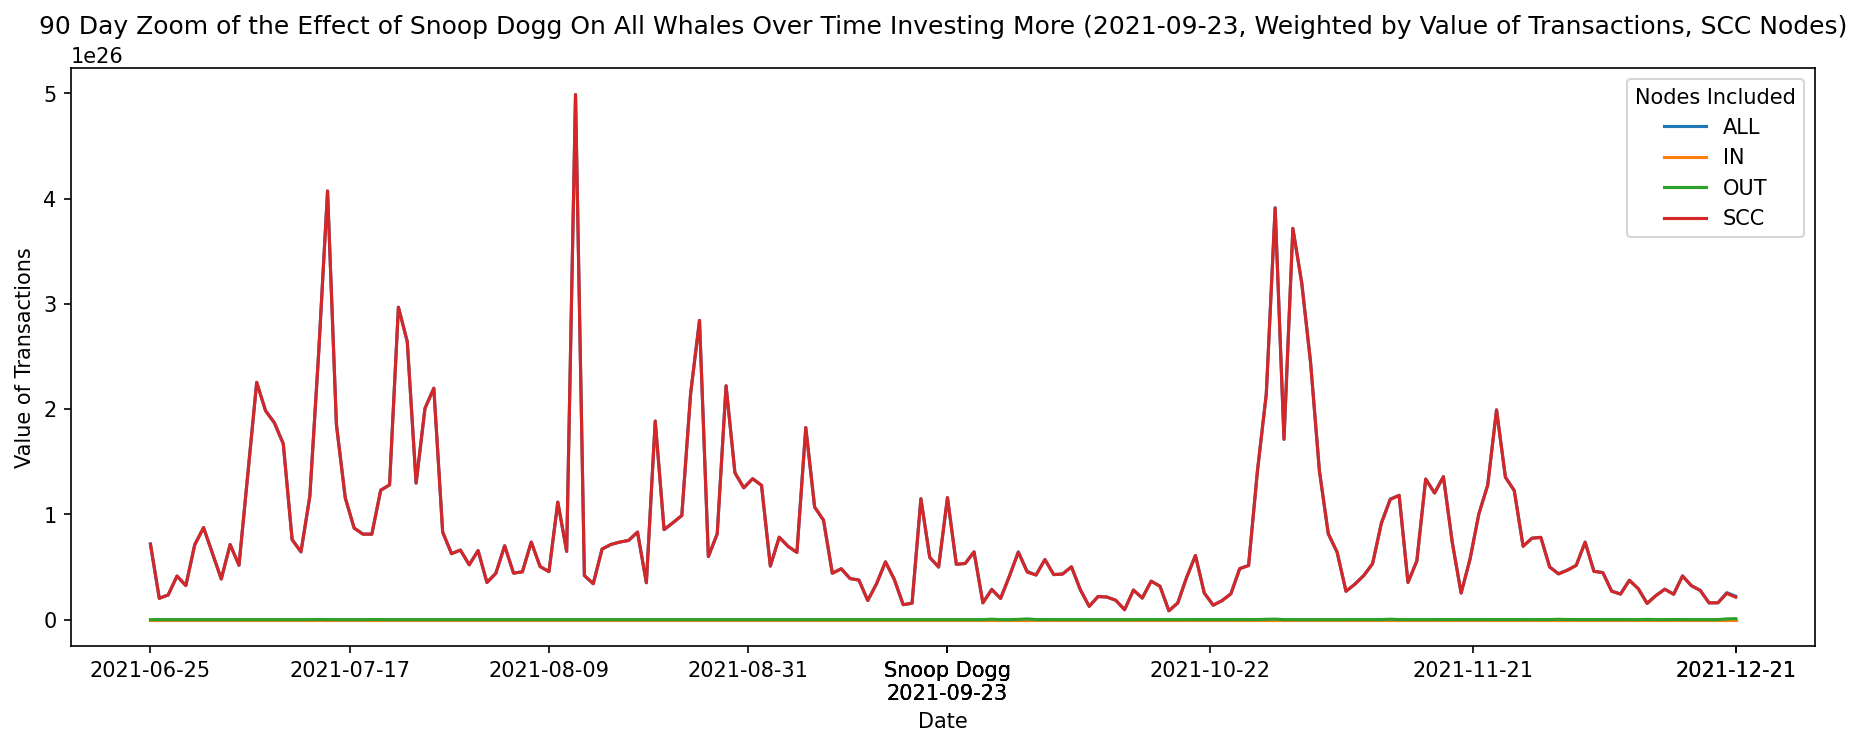 90 Day Zoom of the Effect of Snoop Dogg On All Whales Over Time Investing More (2021-09-23, Weighted by Value of Transactions, SCC Nodes)
1e26
5
4
3
2
1
0
Value of Transactions
Nodes Included
ALL
IN
OUT
SCC
2021-06-25 2021-07-17 2021-08-09 2021-08-31 Snoop Dogg 2021-10-22 2021-11-21 2021-12-21
2021-09-23
Date